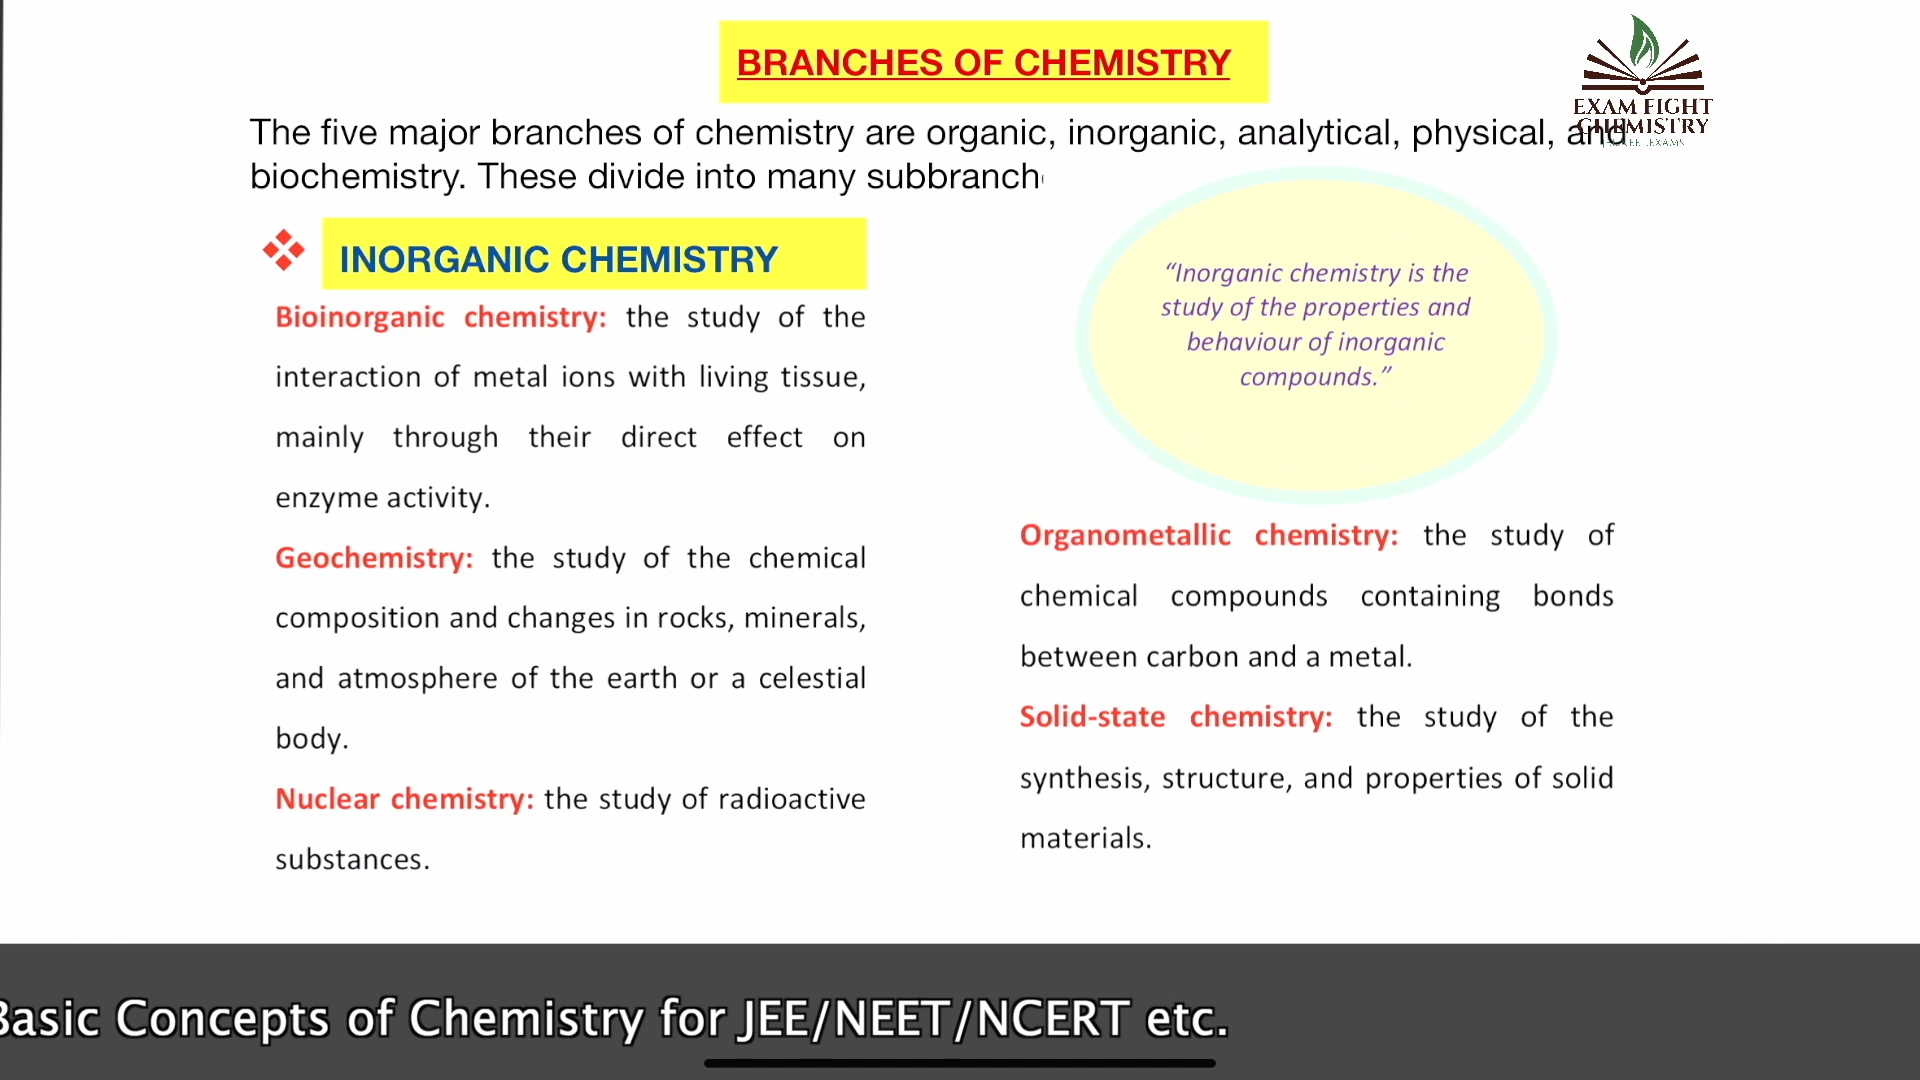 BRANCHES OF CHEMISTRY
EXAM FIGHT
CHEMISTRY
The five major branches of chemistry are organic, inorganic, analytical, physical, and
biochemistry. These divide into many
INORGANIC CHEMISTRY
Bioinorganic chemistry: the study of the
interaction of metal ions with living tissue,
mainly through their direct effect on
enzyme activity.
Geochemistry: the study of the chemical
composition and changes in rocks, minerals,
and atmosphere of the earth or a celestial
body.
Nuclear chemistry: the study of radioactive
substances.
“Inorganic chemistry is the
study of the properties and
behaviour of inorganic
compounds.”
Organometallic chemistry: the study of
chemical compounds containing bonds
between carbon and a metal.
Solid-state chemistry: the study of the
synthesis, structure, and properties of solid
materials.
Basic Concepts of Chemistry for JEE/NEET/NCERT etc.